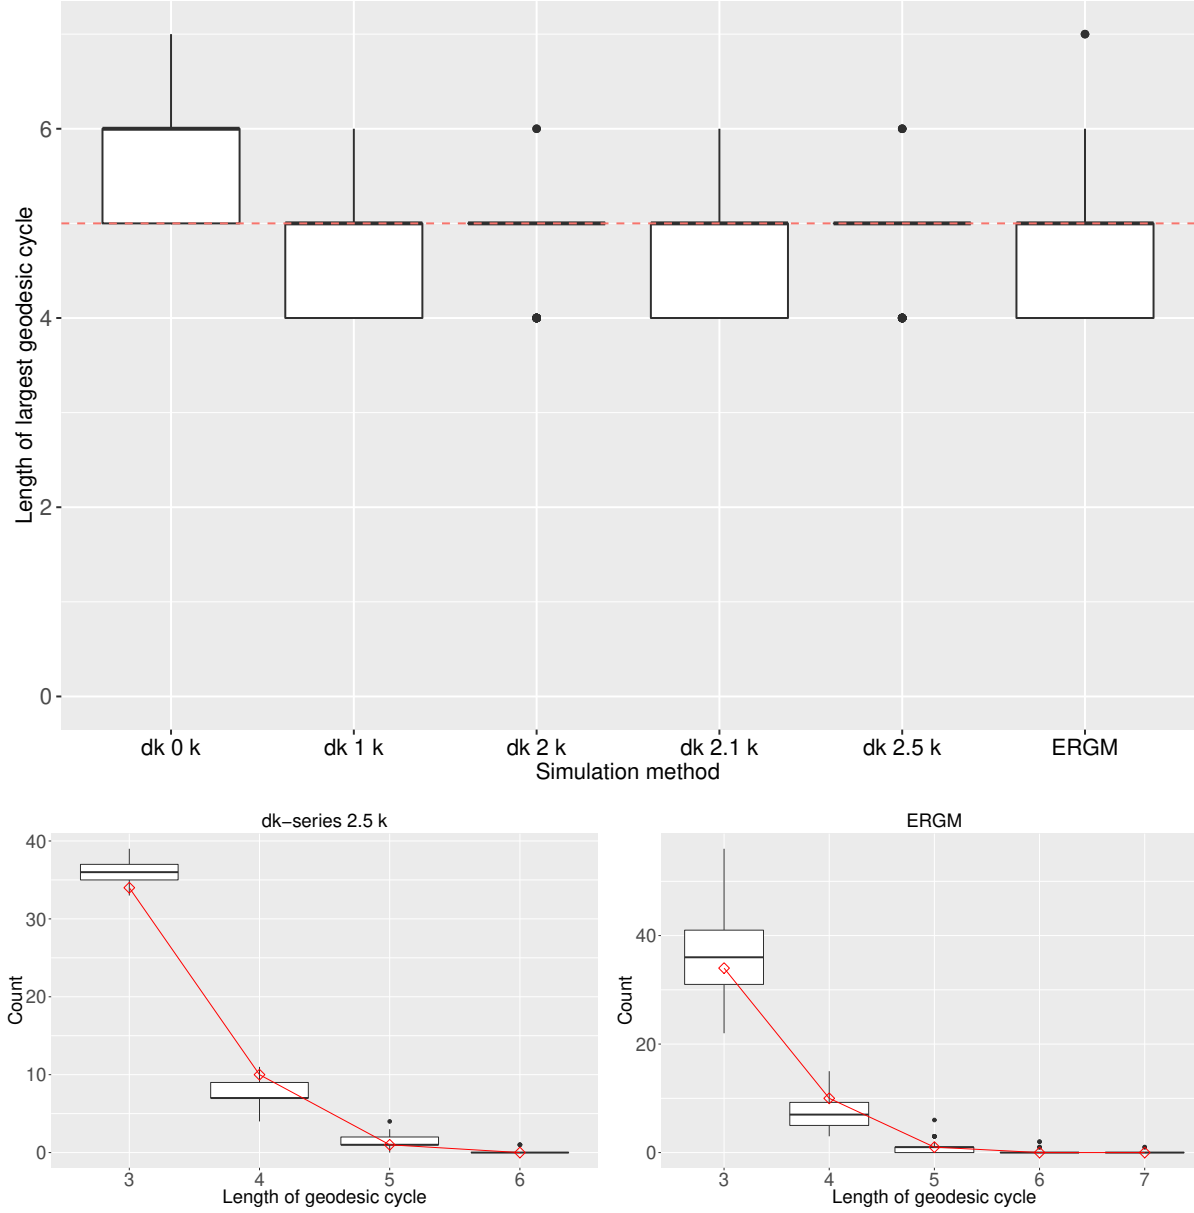 Length of largest geodesic cycle
6
4
2
0
dk 0 k dk 1 k dk 2 k dk 2.1 k dk 2.5 k ERGM
Simulation method
dk−series 2.5 k
Count
40
30
20
10
0
3 4 5 6
Length of geodesic cycle
ERGM
Count
40
20
0
3 4 5 6 7
Length of geodesic cycle